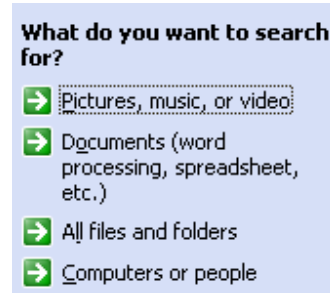 What do you want to search
for?
Pictures, music, or video
Documents (word
processing, spreadsheet,
etc.)
All files and folders
Computers or people